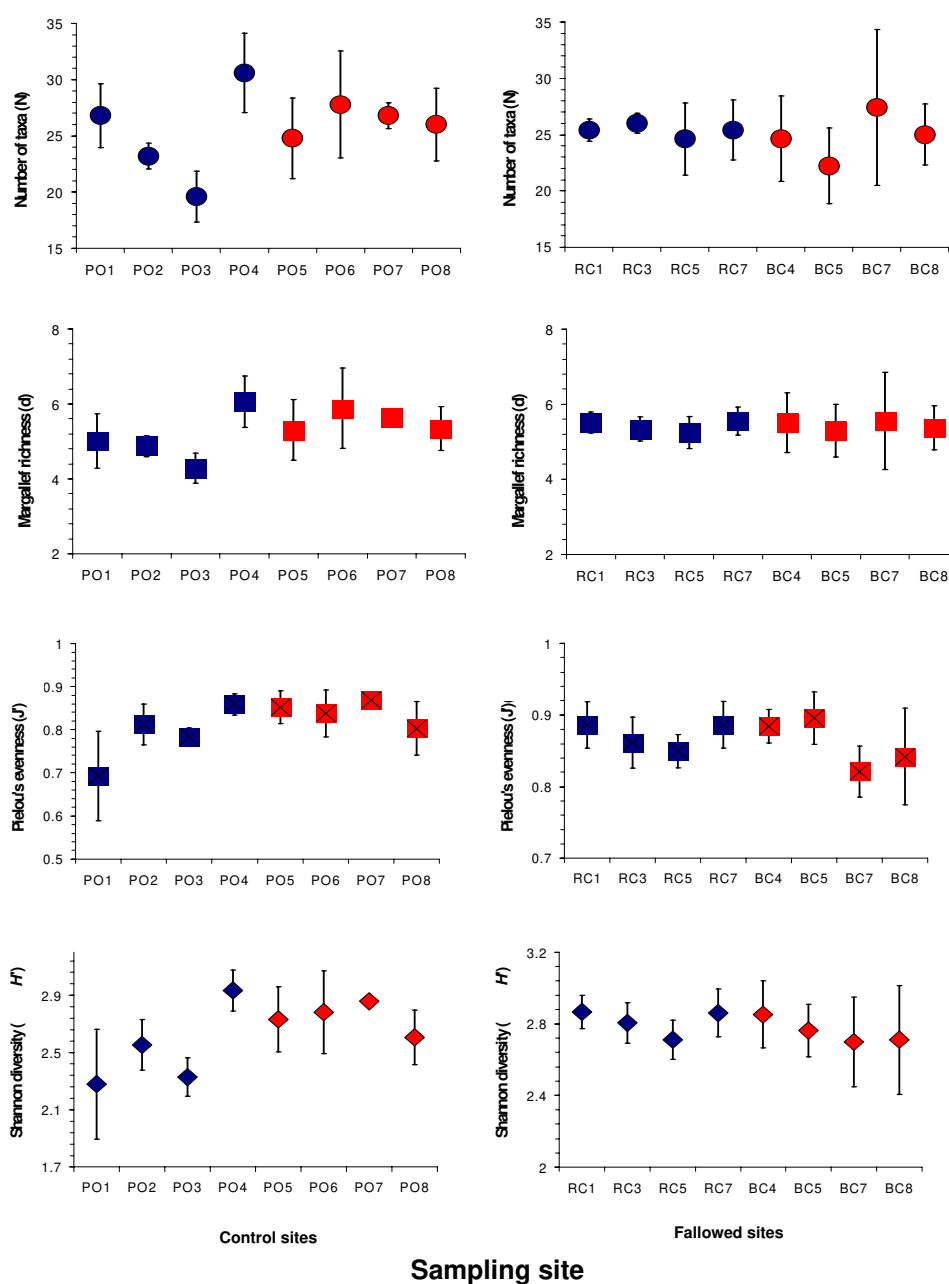 35
30
25
20
15
Number of taxa (N)
PO1 PO2 PO3 PO4 PO5 PO6 PO7 PO8
35
30
25
20
15
Number of taxa (N)
RC1 RC3 RC5 RC7 BC4 BC5 BC7 BC8
8
6
4
2
Margallef richness (d)
PO1 PO2 PO3 PO4 PO5 PO6 PO7 PO8
8
6
4
2
Margallef richness (d)
RC1 RC3 RC5 RC7 BC4 BC5 BC7 BC8
1
0.9
0.8
0.7
0.6
0.5
Pielou's evenness (J')
PO1 PO2 PO3 PO4 PO5 PO6 PO7 PO8
1
0.9
0.8
0.7
Pielou's evenness (J')
RC1 RC3 RC5 RC7 BC4 BC5 BC7 BC8
2.9
2.5
2.1
1.7
Shannon diversity ( H')
PO1 PO2 PO3 PO4 PO5 PO6 PO7 PO8
3.2
2.8
2.4
2
Shannon diversity ( H')
RC1 RC3 RC5 RC7 BC4 BC5 BC7 BC8
Control sites
Fallowed sites
Sampling site